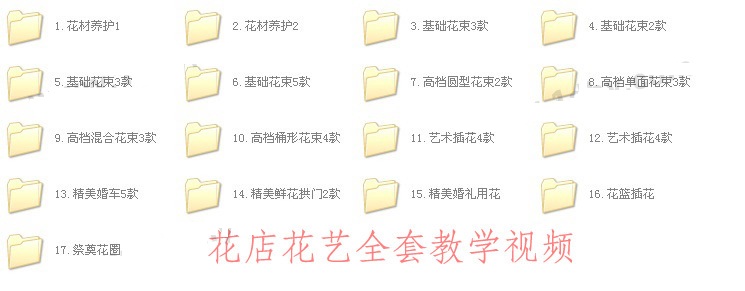 1.花材养护1
2.花材养护2
3.基础花束3款
4.基础花束2款
5.基础花束3款
6.基础花束5款
7.高档圆型花束2款
8.高档单面花束3款
9.高档混合花束3款
10.高档桶形花束4款
11.艺术插花4款
12.艺术插花4款
13.精美婚车5款
14.精美鲜花拱门2款
15.精美婚礼用花
16.花篮插花
17.祭奠花圈
花店花艺全套教学视频